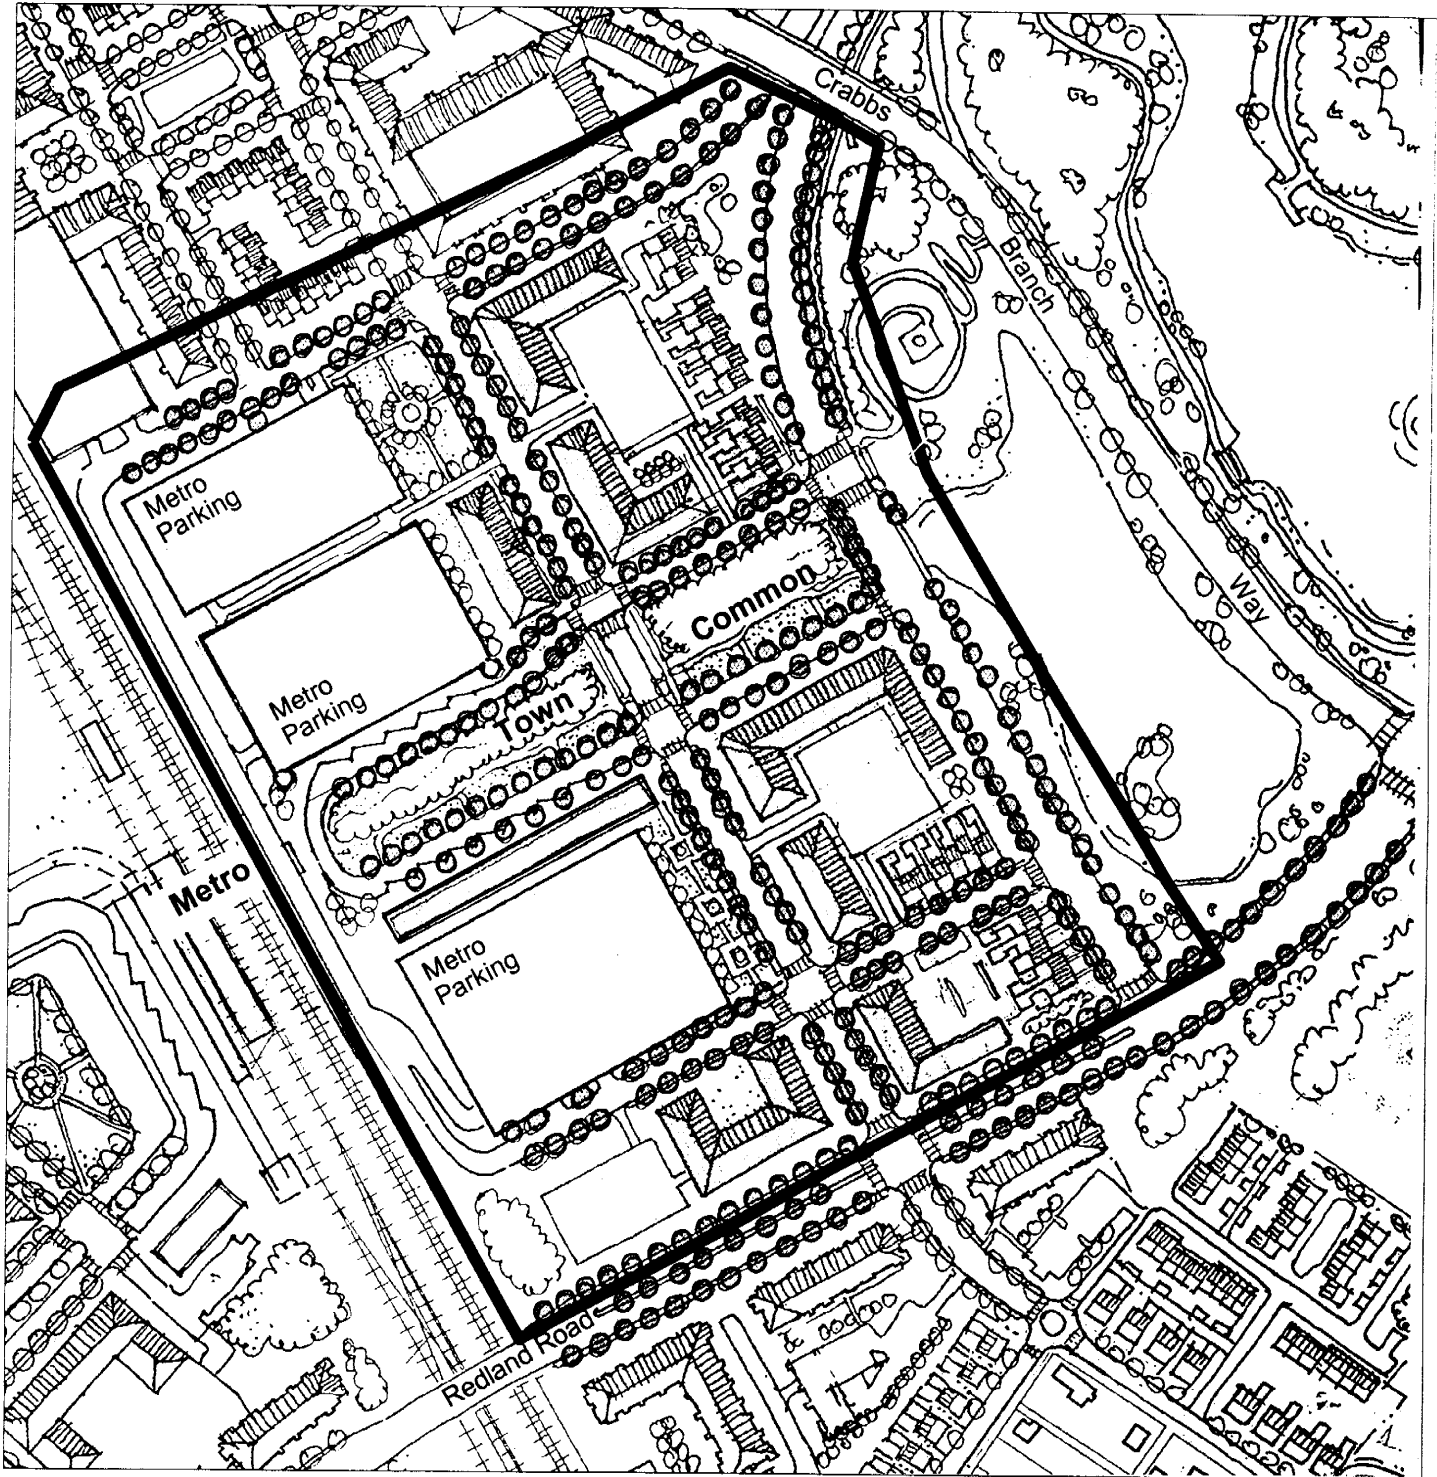 Crabbs
Branch
Way
Metro
Parking
Common
Metro
Parking
Town
Metro
Metro
Parking
Redland Road